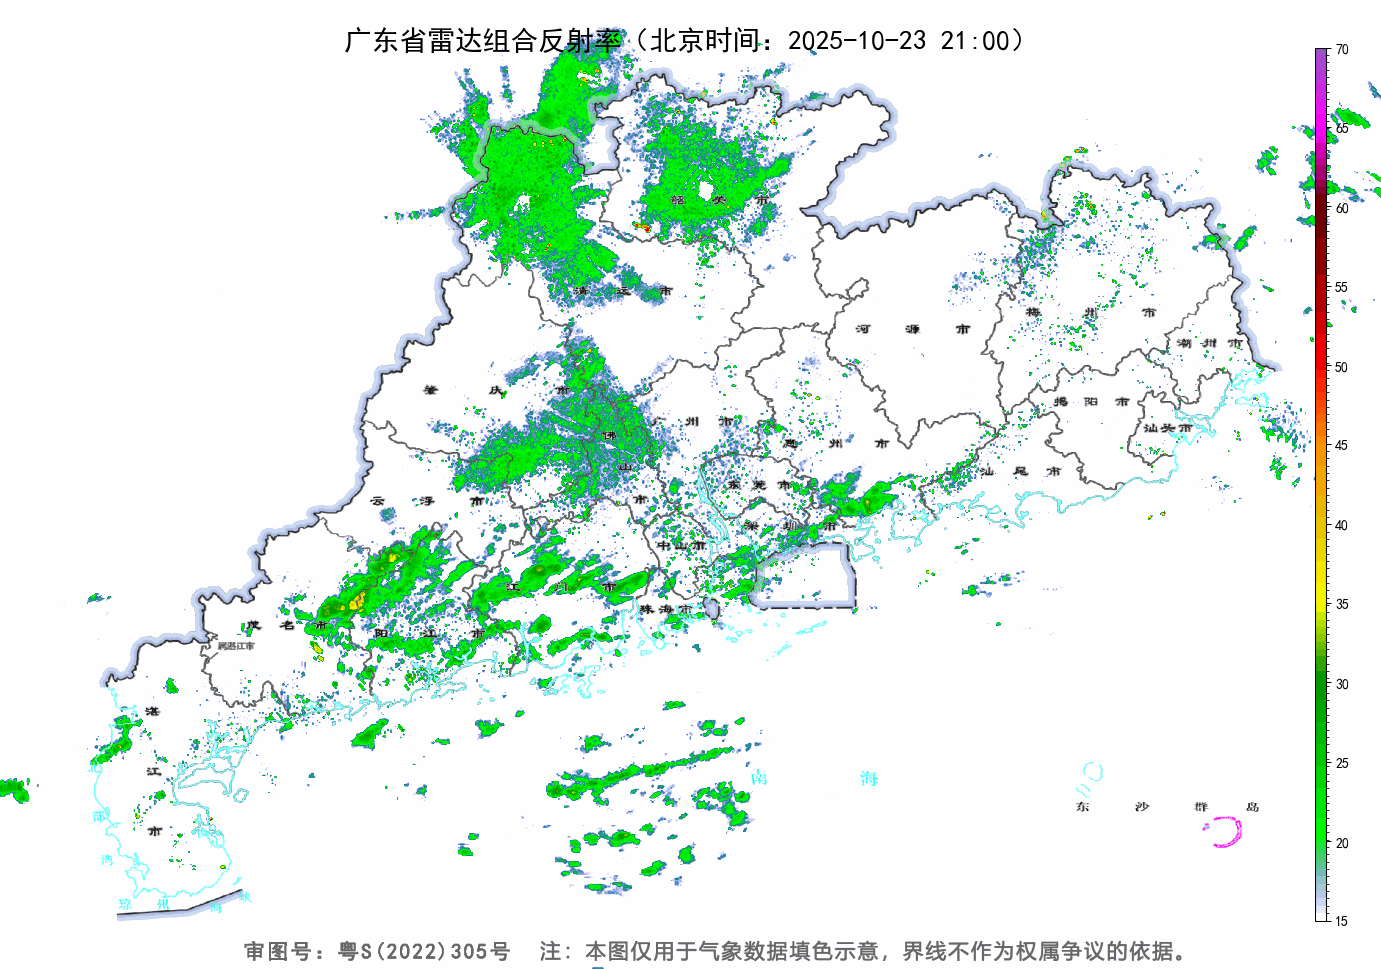 广东省雷达组合反射率（北京时间：2025-10-23 21:00）
70
65
60
55
50
45
40
35
30
25
20
15
韶关市
清远市
河源市
梅州市
潮州市
肇庆市
揭阳市
广州市
佛山市
惠州市
汕头市
汕尾市
东莞市
云浮市
深圳市
中山市
江门市
珠海市
茂名市
阳江市
属湛江市
湛江市
南海
东沙群岛
北部湾
琼州海峡
审图号：粤S(2022)305号 注：本图仅用于气象数据填色示意，界线不作为权属争议的依据。